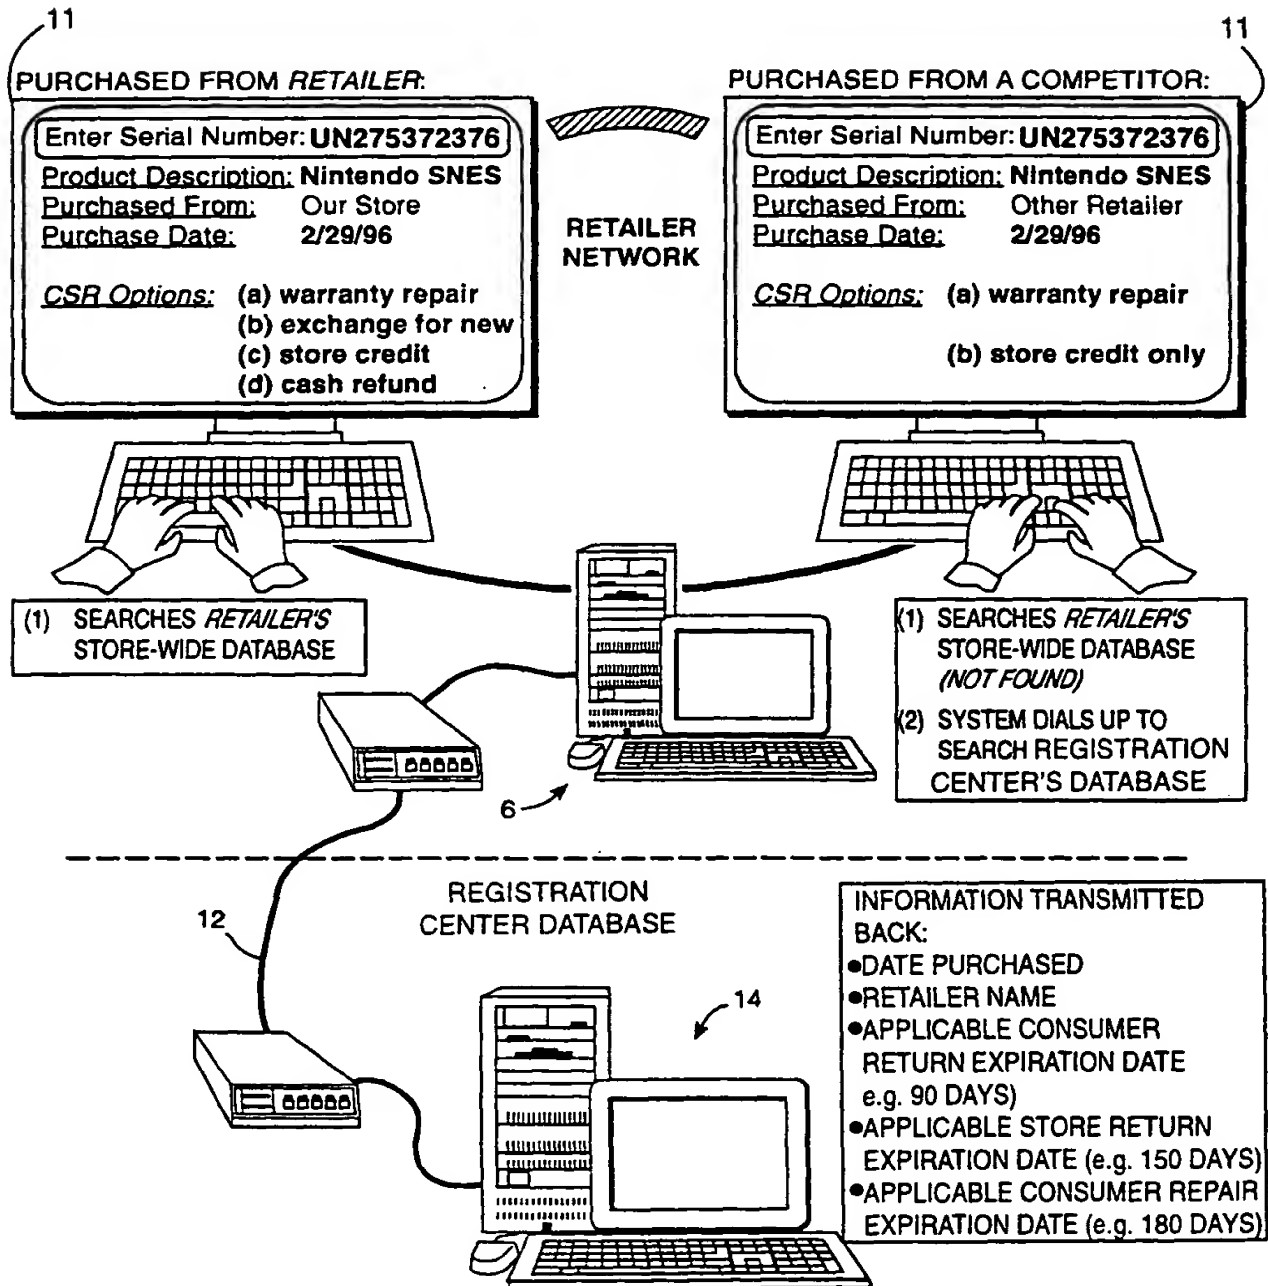 11
11
PURCHASED FROM RETAILER:
PURCHASED FROM A COMPETITOR:
Enter Serial Number: UN275372376
Product Description: Nintendo SNES
Purchased From: Our Store
Purchase Date: 2/29/96
CSR Options: (a) warranty repair
(b) exchange for new
(c) store credit
(d) cash refund
RETAILER
NETWORK
Enter Serial Number: UN275372376
Product Description: Nintendo SNES
Purchased From: Other Retailer
Purchase Date: 2/29/96
CSR Options: (a) warranty repair
(b) store credit only
(1) SEARCHES RETAILER'S
STORE-WIDE DATABASE
(1) SEARCHES RETAILER'S
STORE-WIDE DATABASE
(NOT FOUND)
(2) SYSTEM DIALS UP TO
SEARCH REGISTRATION
CENTER'S DATABASE
6
REGISTRATION
CENTER DATABASE
12
14
INFORMATION TRANSMITTED
BACK:
•DATE PURCHASED
•RETAILER NAME
•APPLICABLE CONSUMER
RETURN EXPIRATION DATE
e.g. 90 DAYS)
•APPLICABLE STORE RETURN
EXPIRATION DATE (e.g. 150 DAYS)
•APPLICABLE CONSUMER REPAIR
EXPIRATION DATE (e.g. 180 DAYS)